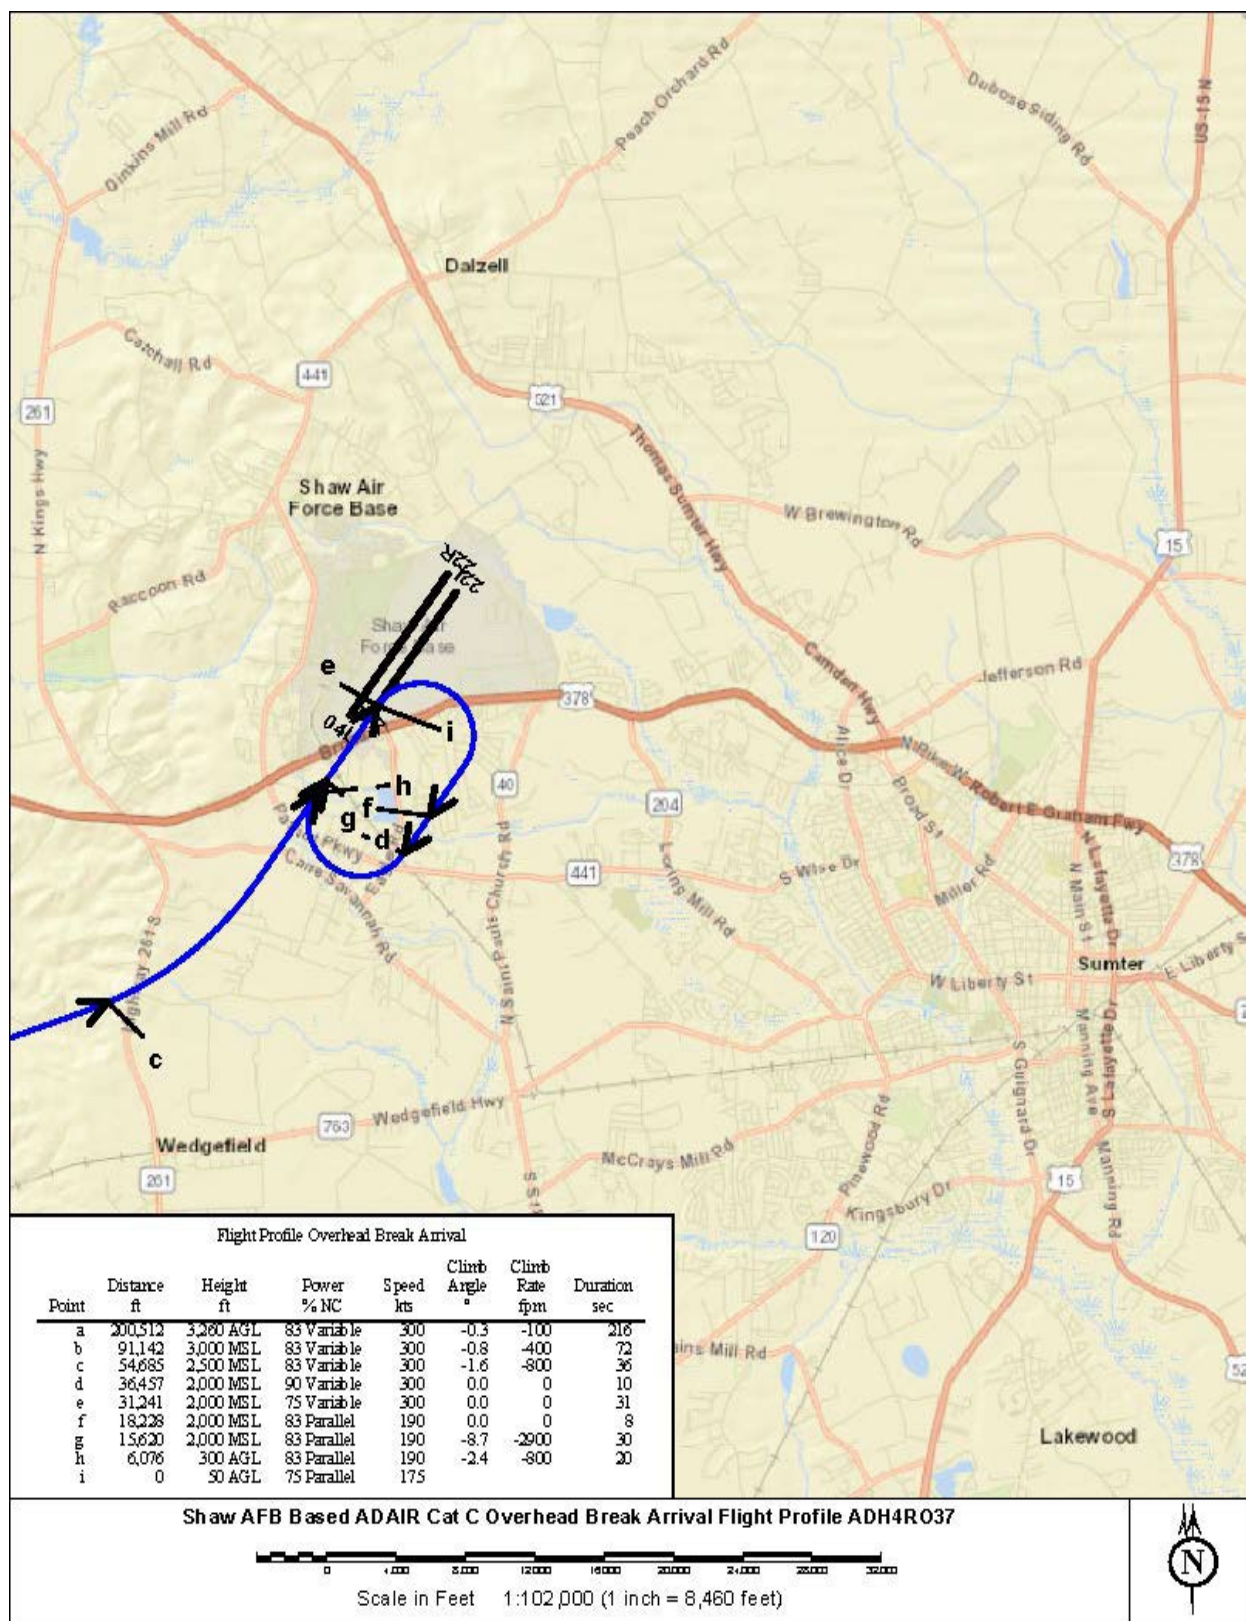 Peach Orchard Rd
Dubose Siding Rd
US-15 N
Dinkins Mill Rd
Dalzell
Catchall Rd
441
261
521
N Kings Hwy
Thomas Sumter Hwy
Shaw Air
Force Base
W Brewington Rd
15
22R
22L
Raccoon Rd
Shaw Air
Force Base
e
Camden Hwy
Jefferson Rd
378
04L
i
Alice Dr
N Pike W
Robert E Graham Fwy
h
40
f
204
Broad St
g
d
378
441
S Wise Dr
Miller Rd
N Lafayette Dr
N Main St
Loring Mill Rd
N Saint Pauls Church Rd
Sumter
E Liberty S
W Liberty St
Highway 261 S
c
S Guignard Dr
Manning Ave
S Lafayette Dr
763
Wedgefield Hwy
Wedgefield
McCrays Mill Rd
Pinewood Rd
Manning Rd
261
15
Kingsbury Dr
120
Flight Profile Overhead Break Arrival
Point Distance ft Height ft Power % NC Speed kts Climb Angle ° Climb Rate fpm Duration sec
a 200,512 3,260 AGL 83 Variable 300 -0.3 -100 216
b 91,142 3,000 MSL 83 Variable 300 -0.8 -400 72
c 54,685 2,500 MSL 83 Variable 300 -1.6 -800 36
d 36,457 2,000 MSL 90 Variable 300 0.0 0 10
e 31,241 2,000 MSL 75 Variable 300 0.0 0 31
f 18,228 2,000 MSL 83 Parallel 190 0.0 0 8
g 15,620 2,000 MSL 83 Parallel 190 -8.7 -2900 30
h 6,076 300 AGL 83 Parallel 190 -2.4 -800 20
i 0 50 AGL 75 Parallel 175
ins Mill Rd
52
Lakewood
Shaw AFB Based ADAIR Cat C Overhead Break Arrival Flight Profile ADH4RO37
0 4,000 8,000 12,000 16,000 20,000 24,000 28,000 32,000
Scale in Feet 1:102,000 (1 inch = 8,460 feet)
N